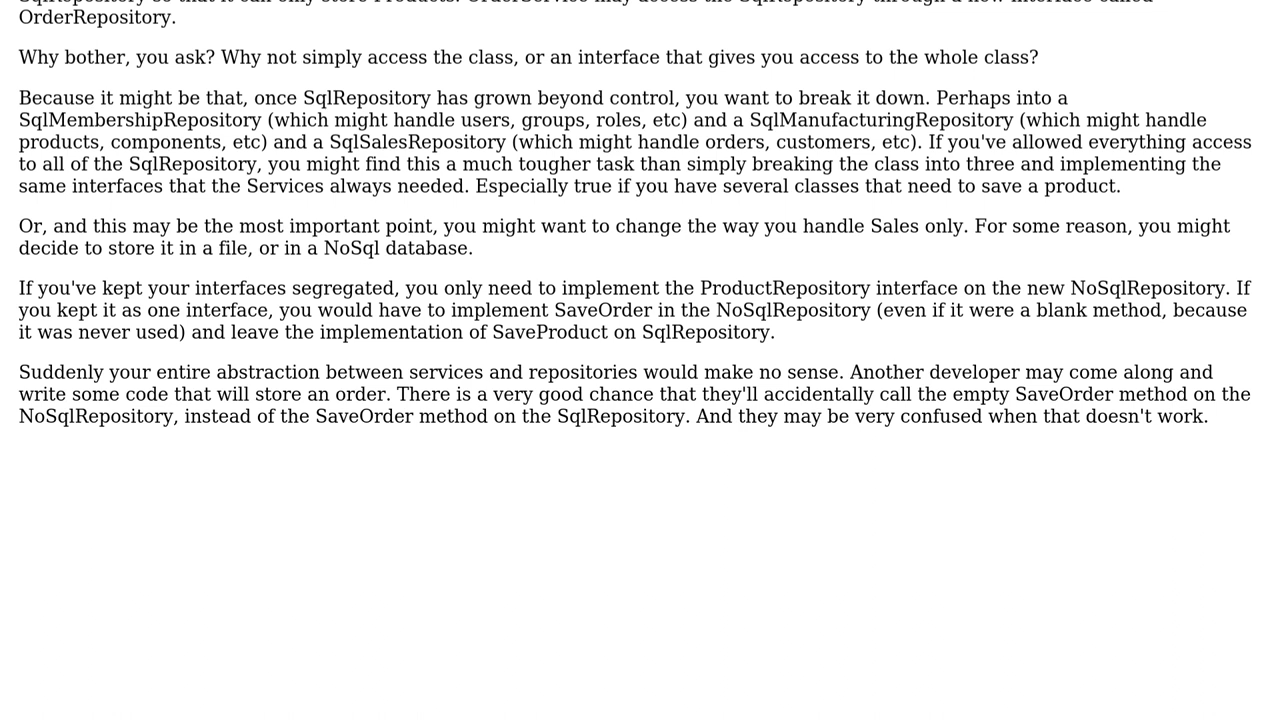 OrderRepository.
Why bother, you ask? Why not simply access the class, or an interface that gives you access to the whole class?
Because it might be that, once SqlRepository has grown beyond control, you want to break it down. Perhaps into a
SqlMembershipRepository (which might handle users, groups, roles, etc) and a SqlManufacturingRepository (which might handle
products, components, etc) and a SqlSalesRepository (which might handle orders, customers, etc). If you've allowed everything access
to all of the SqlRepository, you might find this a much tougher task than simply breaking the class into three and implementing the
same interfaces that the Services always needed. Especially true if you have several classes that need to save a product.
Or, and this may be the most important point, you might want to change the way you handle Sales only. For some reason, you might
decide to store it in a file, or in a NoSql database.
If you've kept your interfaces segregated, you only need to implement the ProductRepository interface on the new NoSqlRepository. If
you kept it as one interface, you would have to implement SaveOrder in the NoSqlRepository (even if it were a blank method, because
it was never used) and leave the implementation of SaveProduct on SqlRepository.
Suddenly your entire abstraction between services and repositories would make no sense. Another developer may come along and
write some code that will store an order. There is a very good chance that they'll accidentally call the empty SaveOrder method on the
NoSqlRepository, instead of the SaveOrder method on the SqlRepository. And they may be very confused when that doesn't work.